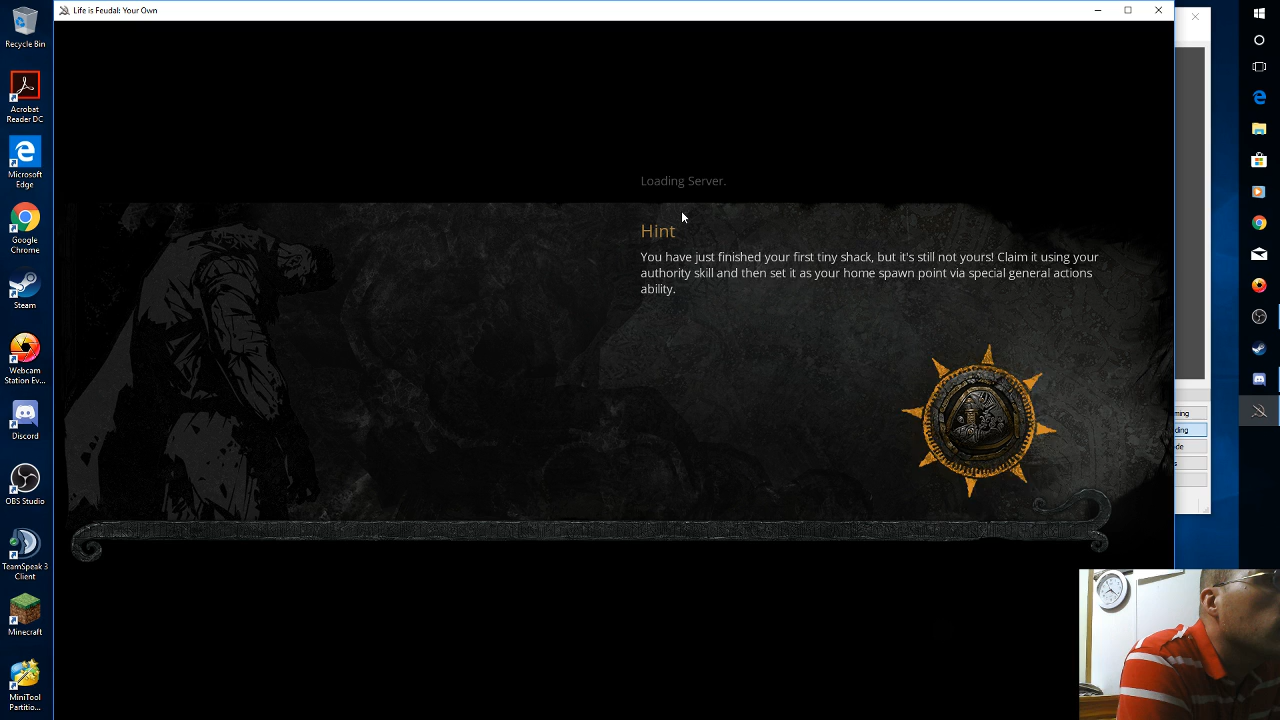 Life is Feudal: Your Own
Recycle Bin
Acrobat
Reader DC
Microsoft
Edge
Google
Chrome
Steam
Webcam
Station Ev...
Discord
OBS Studio
TeamSpeak 3
Client
Minecraft
MiniTool
Partitio...
Loading Server.
Hint
You have just finished your first tiny shack, but it's still not yours! Claim it using your
authority skill and then set it as your home spawn point via special general actions
ability.